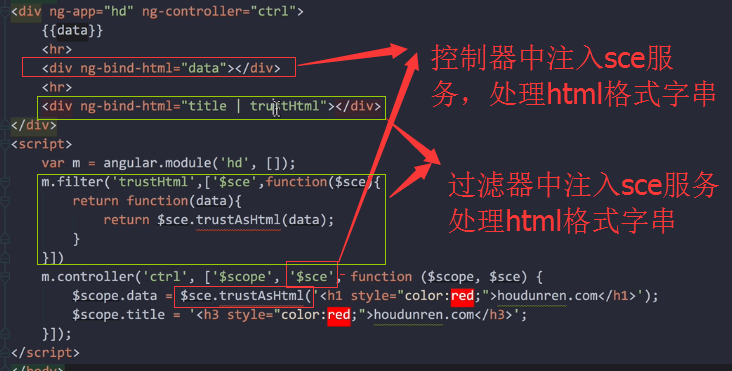 <div ng-app="hd" ng-controller="ctrl">
{{data}}
<hr>
<div ng-bind-html="data"></div>
<hr>
<div ng-bind-html="title | trustHtml"></div>
</div>
<script>
var m = angular.module('hd', []);
m.filter('trustHtml',['$sce',function($sce){
return function(data){
return $sce.trustAsHtml(data);
}
}])
m.controller('ctrl', ['$scope', '$sce', function ($scope, $sce) {
$scope.data = $sce.trustAsHtml('<h1 style="color:red;">houdunren.com</h1>');
$scope.title = '<h3 style="color:red;">houdunren.com</h3>';
}]);
</script>
</body>
控制器中注入sce服
务，处理html格式字串
过滤器中注入sce服务
处理html格式字串